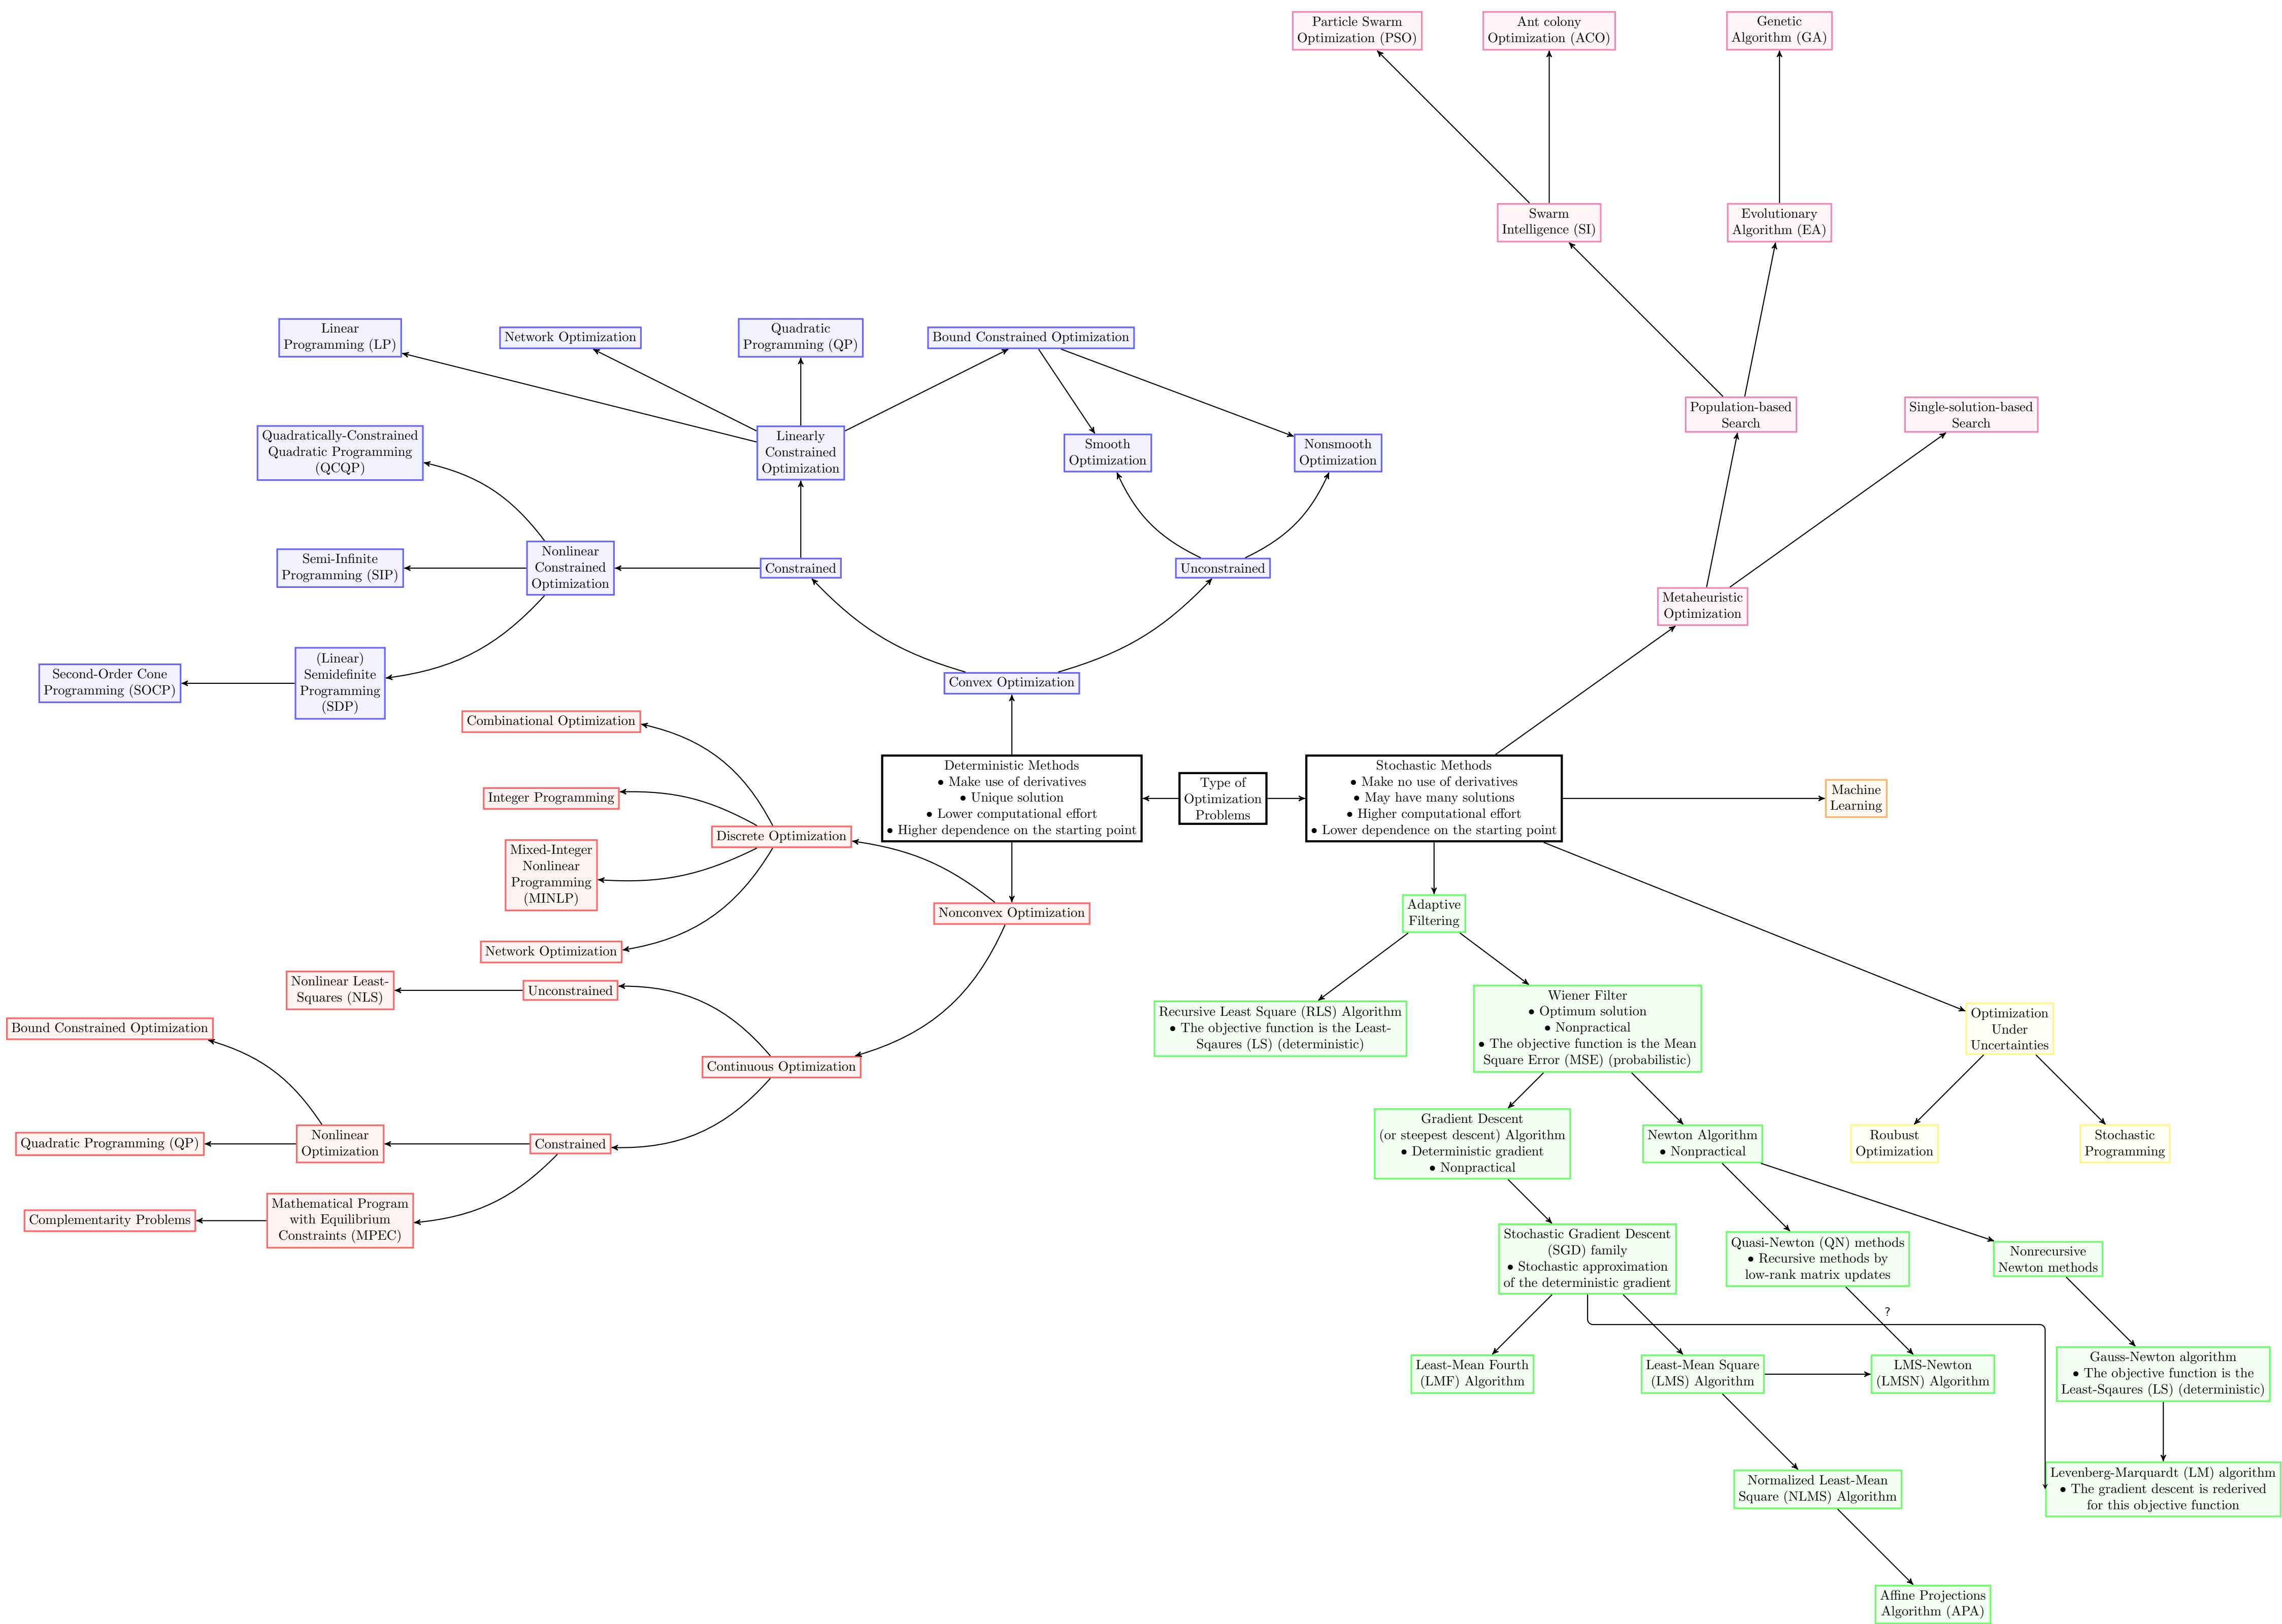 Particle Swarm
Optimization (PSO)
Ant colony
Optimization (ACO)
Genetic
Algorithm (GA)
Swarm
Intelligence (SI)
Evolutionary
Algorithm (EA)
Linear
Programming (LP)
Network Optimization
Quadratic
Programming (QP)
Bound Constrained Optimization
Population-based
Search
Single-solution-based
Search
Quadratically-Constrained
Quadratic Programming
(QCQP)
Linearly
Constrained
Optimization
Smooth
Optimization
Nonsmooth
Optimization
Semi-Infinite
Programming (SIP)
Nonlinear
Constrained
Optimization
Constrained
Unconstrained
Metaheuristic
Optimization
Second-Order Cone
Programming (SOCP)
(Linear)
Semidefinite
Programming
(SDP)
Convex Optimization
Combinational Optimization
Deterministic Methods
• Make use of derivatives
• Unique solution
• Lower computational effort
• Higher dependence on the starting point
Type of
Optimization
Problems
Stochastic Methods
• Make no use of derivatives
• May have many solutions
• Higher computational effort
• Lower dependence on the starting point
Machine
Learning
Integer Programming
Discrete Optimization
Mixed-Integer
Nonlinear
Programming
(MINLP)
Nonconvex Optimization
Adaptive
Filtering
Network Optimization
Nonlinear Least-
Squares (NLS)
Unconstrained
Bound Constrained Optimization
Recursive Least Square (RLS) Algorithm
• The objective function is the Least-
Sqaures (LS) (deterministic)
Wiener Filter
• Optimum solution
• Nonpractical
• The objective function is the Mean
Square Error (MSE) (probabilistic)
Optimization
Under
Uncertainties
Continuous Optimization
Quadratic Programming (QP)
Nonlinear
Optimization
Constrained
Gradient Descent
(or steepest descent) Algorithm
• Deterministic gradient
• Nonpractical
Newton Algorithm
• Nonpractical
Roubust
Optimization
Stochastic
Programming
Complementarity Problems
Mathematical Program
with Equilibrium
Constraints (MPEC)
Stochastic Gradient Descent
(SGD) family
• Stochastic approximation
of the deterministic gradient
Quasi-Newton (QN) methods
• Recursive methods by
low-rank matrix updates
Nonrecursive
Newton methods
?
Least-Mean Fourth
(LMF) Algorithm
Least-Mean Square
(LMS) Algorithm
LMS-Newton
(LMSN) Algorithm
Gauss-Newton algorithm
• The objective function is the
Least-Sqaures (LS) (deterministic)
Normalized Least-Mean
Square (NLMS) Algorithm
Levenberg-Marquardt (LM) algorithm
• The gradient descent is rederived
for this objective function
Affine Projections
Algorithm (APA)